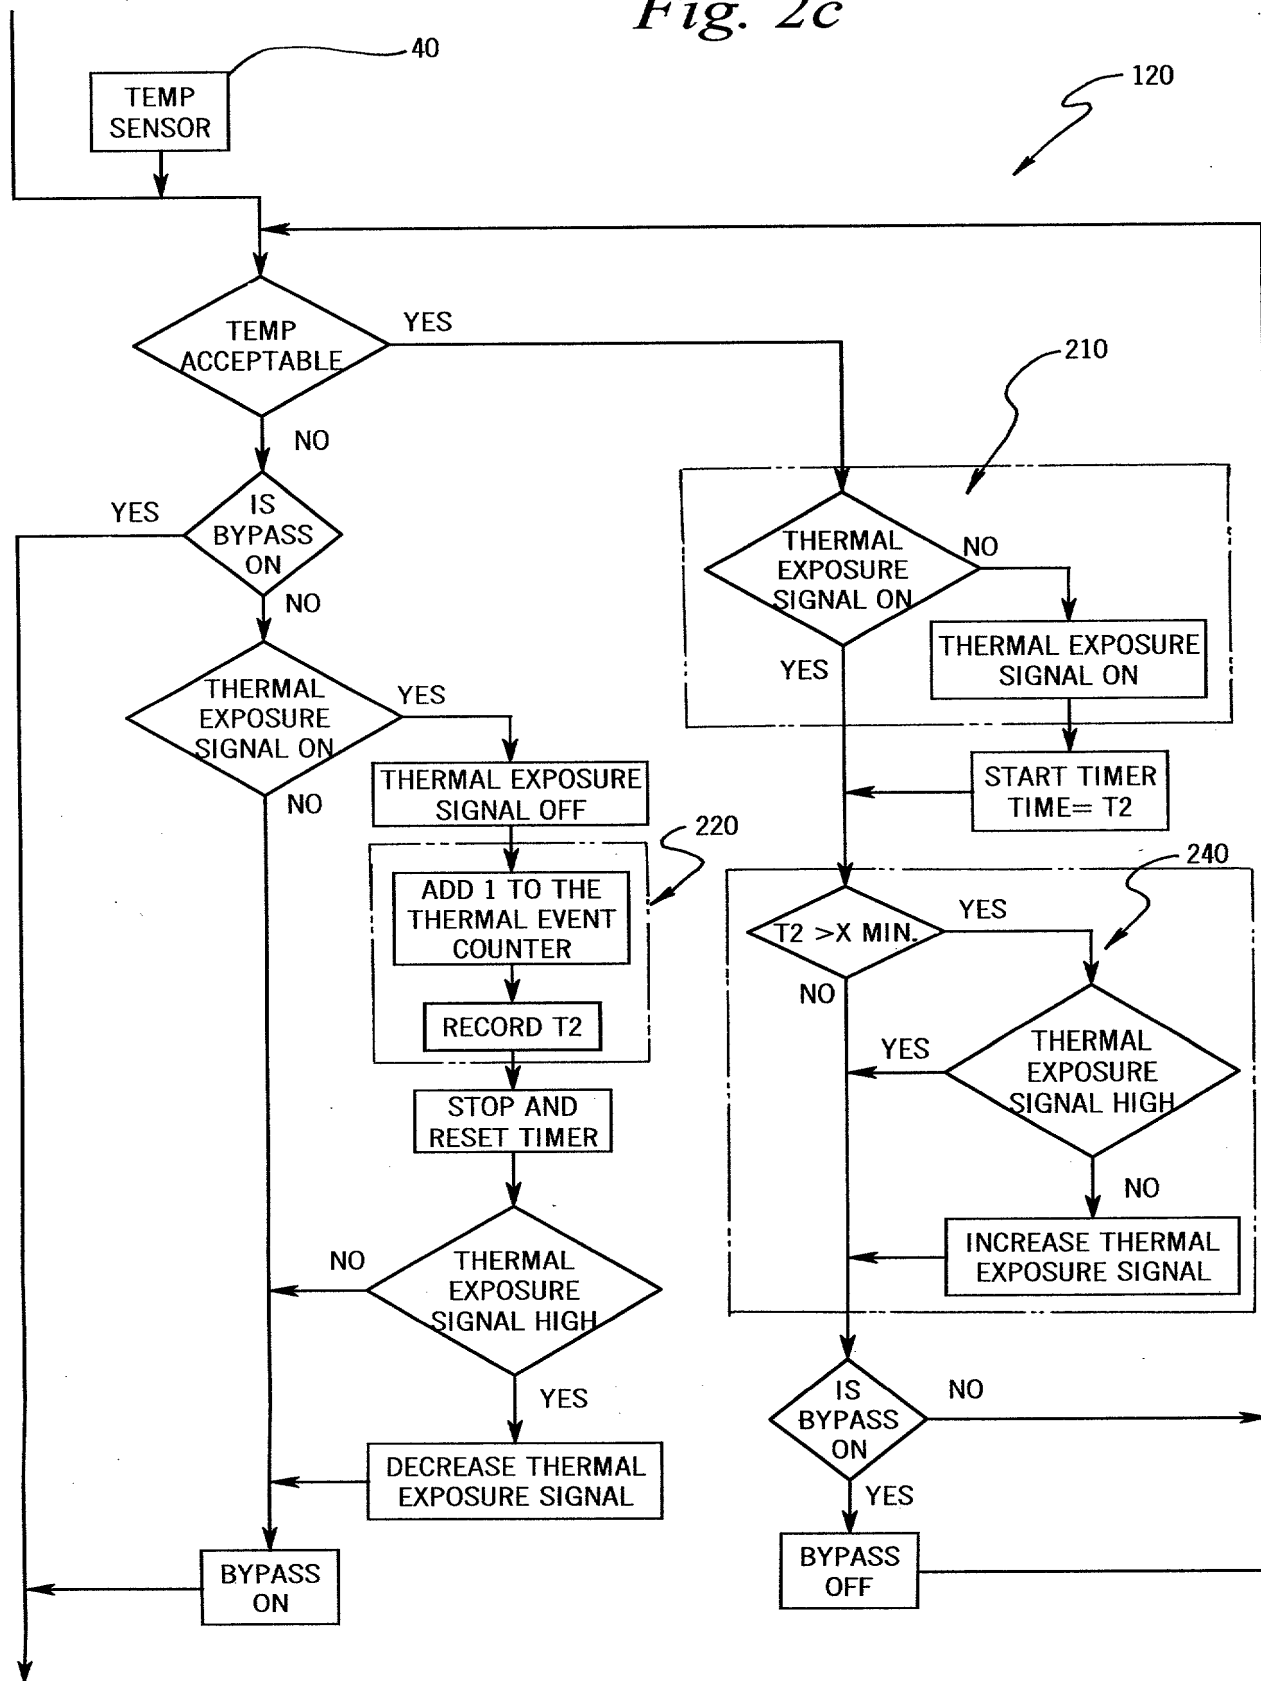 Fig. 2c
40
TEMP
SENSOR
120
TEMP
ACCEPTABLE
YES
NO
210
IS
BYPASS
ON
YES
NO
THERMAL
EXPOSURE
SIGNAL ON
NO
THERMAL EXPOSURE
SIGNAL ON
YES
START TIMER
TIME= T2
THERMAL
EXPOSURE
SIGNAL ON
YES
NO
THERMAL EXPOSURE
SIGNAL OFF
220
ADD 1 TO THE
THERMAL EVENT
COUNTER
RECORD T2
STOP AND
RESET TIMER
240
T2 >X MIN.
YES
NO
THERMAL
EXPOSURE
SIGNAL HIGH
YES
NO
INCREASE THERMAL
EXPOSURE SIGNAL
THERMAL
EXPOSURE
SIGNAL HIGH
NO
YES
DECREASE THERMAL
EXPOSURE SIGNAL
BYPASS
ON
IS
BYPASS
ON
NO
YES
BYPASS
OFF